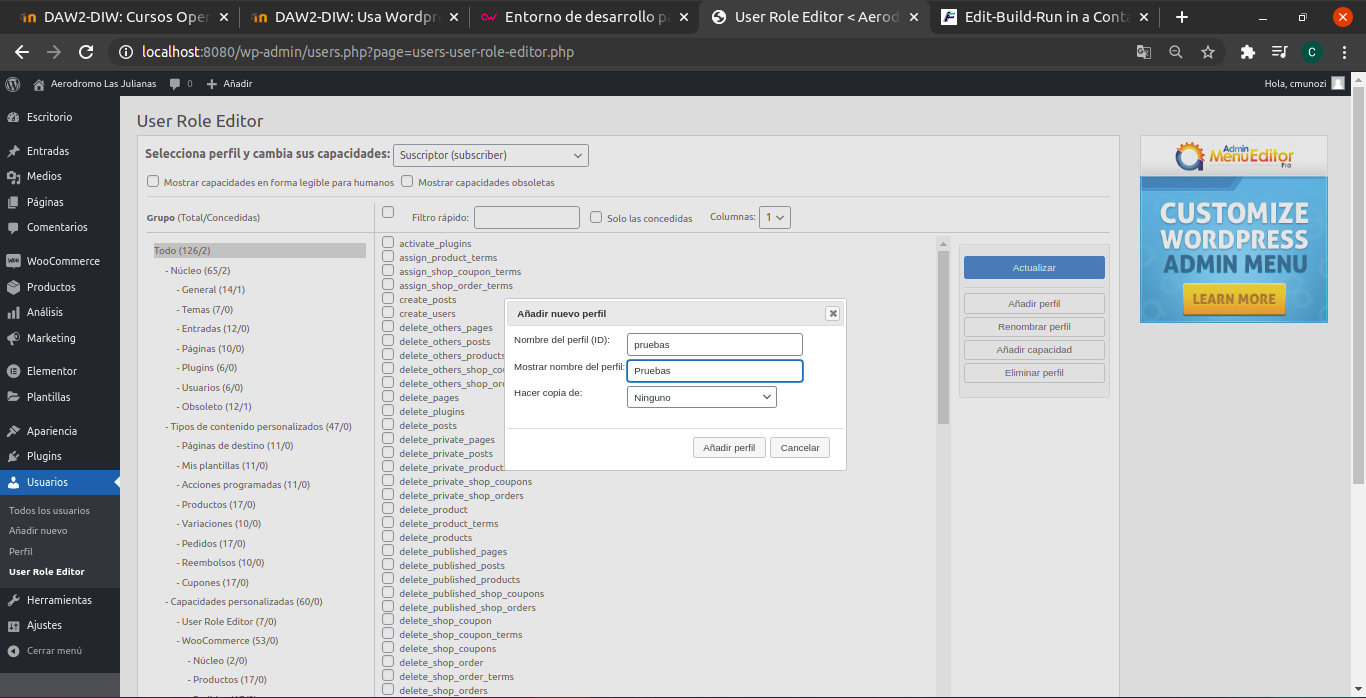 DAW2-DIW: Cursos Oper
DAW2-DIW: Usa Wordpr
Entorno de desarrollo pa
User Role Editor < Aerod
Edit-Build-Run in a Conta
localhost:8080/wp-admin/users.php?page=users-user-role-editor.php
C
Aerodromo Las Julianas
0
Añadir
Hola, cmunozi
Escritorio
Entradas
Medios
Páginas
Comentarios
WooCommerce
Productos
Análisis
Marketing
Elementor
Plantillas
Apariencia
Plugins
Usuarios
Todos los usuarios
Añadir nuevo
Perfil
User Role Editor
Herramientas
Ajustes
Cerrar menú
User Role Editor
Selecciona perfil y cambia sus capacidades: Suscriptor (subscriber)
Mostrar capacidades en forma legible para humanos Mostrar capacidades obsoletas
Grupo (Total/Concedidas)
Filtro rápido: Solo las concedidas Columnas: 1
Todo (126/2)
- Núcleo (65/2)
- General (14/1)
- Temas (7/0)
- Entradas (12/0)
- Páginas (10/0)
- Plugins (6/0)
- Usuarios (6/0)
- Obsoleto (12/1)
- Tipos de contenido personalizados (47/0)
- Páginas de destino (11/0)
- Mis plantillas (11/0)
- Acciones programadas (11/0)
- Productos (17/0)
- Variaciones (10/0)
- Pedidos (17/0)
- Reembolsos (10/0)
- Cupones (17/0)
- Capacidades personalizadas (60/0)
- User Role Editor (7/0)
- WooCommerce (53/0)
- Núcleo (2/0)
- Productos (17/0)
activate_plugins
assign_product_terms
assign_shop_coupon_terms
assign_shop_order_terms
create_posts
create_users
delete_others_pages
delete_others_posts
delete_others_products
delete_others_shop_cou
delete_others_shop_ord
delete_pages
delete_plugins
delete_posts
delete_private_pages
delete_private_posts
delete_private_product
delete_private_shop_coupons
delete_private_shop_orders
delete_product
delete_product_terms
delete_products
delete_published_pages
delete_published_posts
delete_published_products
delete_published_shop_coupons
delete_published_shop_orders
delete_shop_coupon
delete_shop_coupon_terms
delete_shop_coupons
delete_shop_order
delete_shop_order_terms
delete_shop_orders
Añadir nuevo perfil
Nombre del perfil (ID): pruebas
Mostrar nombre del perfil: Pruebas
Hacer copia de: Ninguno
Añadir perfil Cancelar
Actualizar
Añadir perfil
Renombrar perfil
Añadir capacidad
Eliminar perfil
Admin
MenuEditor
Pro
CUSTOMIZE
WORDPRESS
ADMIN MENU
LEARN MORE